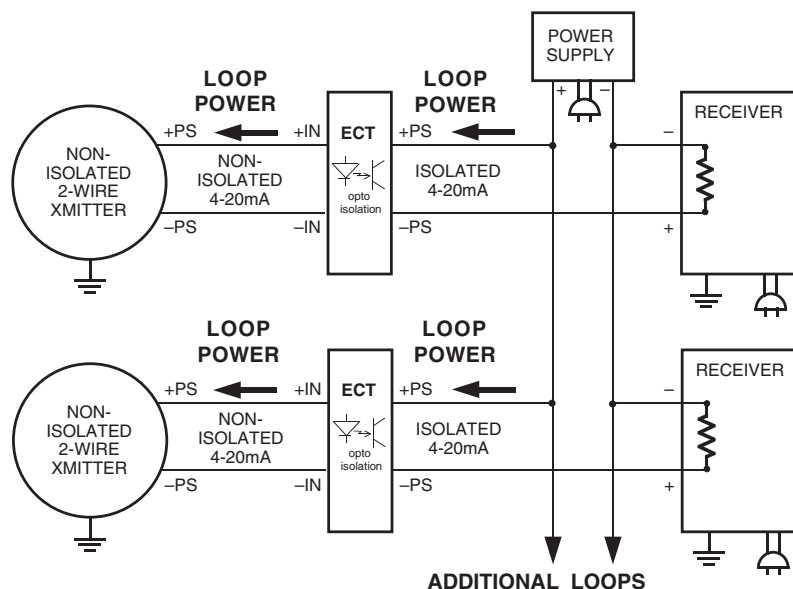 POWER
SUPPLY
+ –
LOOP
POWER
LOOP
POWER
RECEIVER
+PS
+IN
ECT
+PS
–
NON-
ISOLATED
2-WIRE
XMITTER
NON-
ISOLATED
4-20mA
opto
isolation
ISOLATED
4-20mA
–PS
–IN
–PS
+
LOOP
POWER
LOOP
POWER
RECEIVER
+PS
+IN
ECT
+PS
–
NON-
ISOLATED
2-WIRE
XMITTER
NON-
ISOLATED
4-20mA
opto
isolation
ISOLATED
4-20mA
–PS
–IN
–PS
+
ADDITIONAL LOOPS